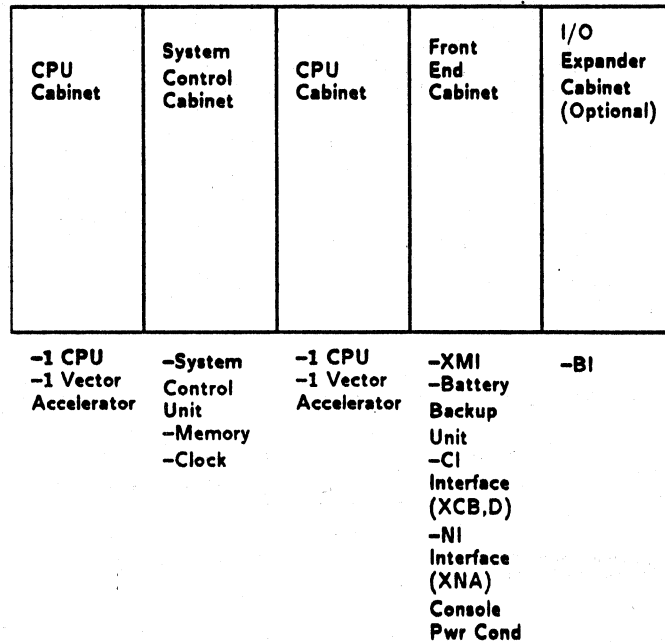 CPU
Cabinet
System
Control
Cabinet
CPU
Cabinet
Front
End
Cabinet
I/O
Expander
Cabinet
(Optional)
-1 CPU
-1 Vector
Accelerator
-System
Control
Unit
-Memory
-Clock
-1 CPU
-1 Vector
Accelerator
-XMI
-Battery
Backup
Unit
-CI
Interface
(XCB,D)
-NI
Interface
(XNA)
Console
Pwr Cond
-BI